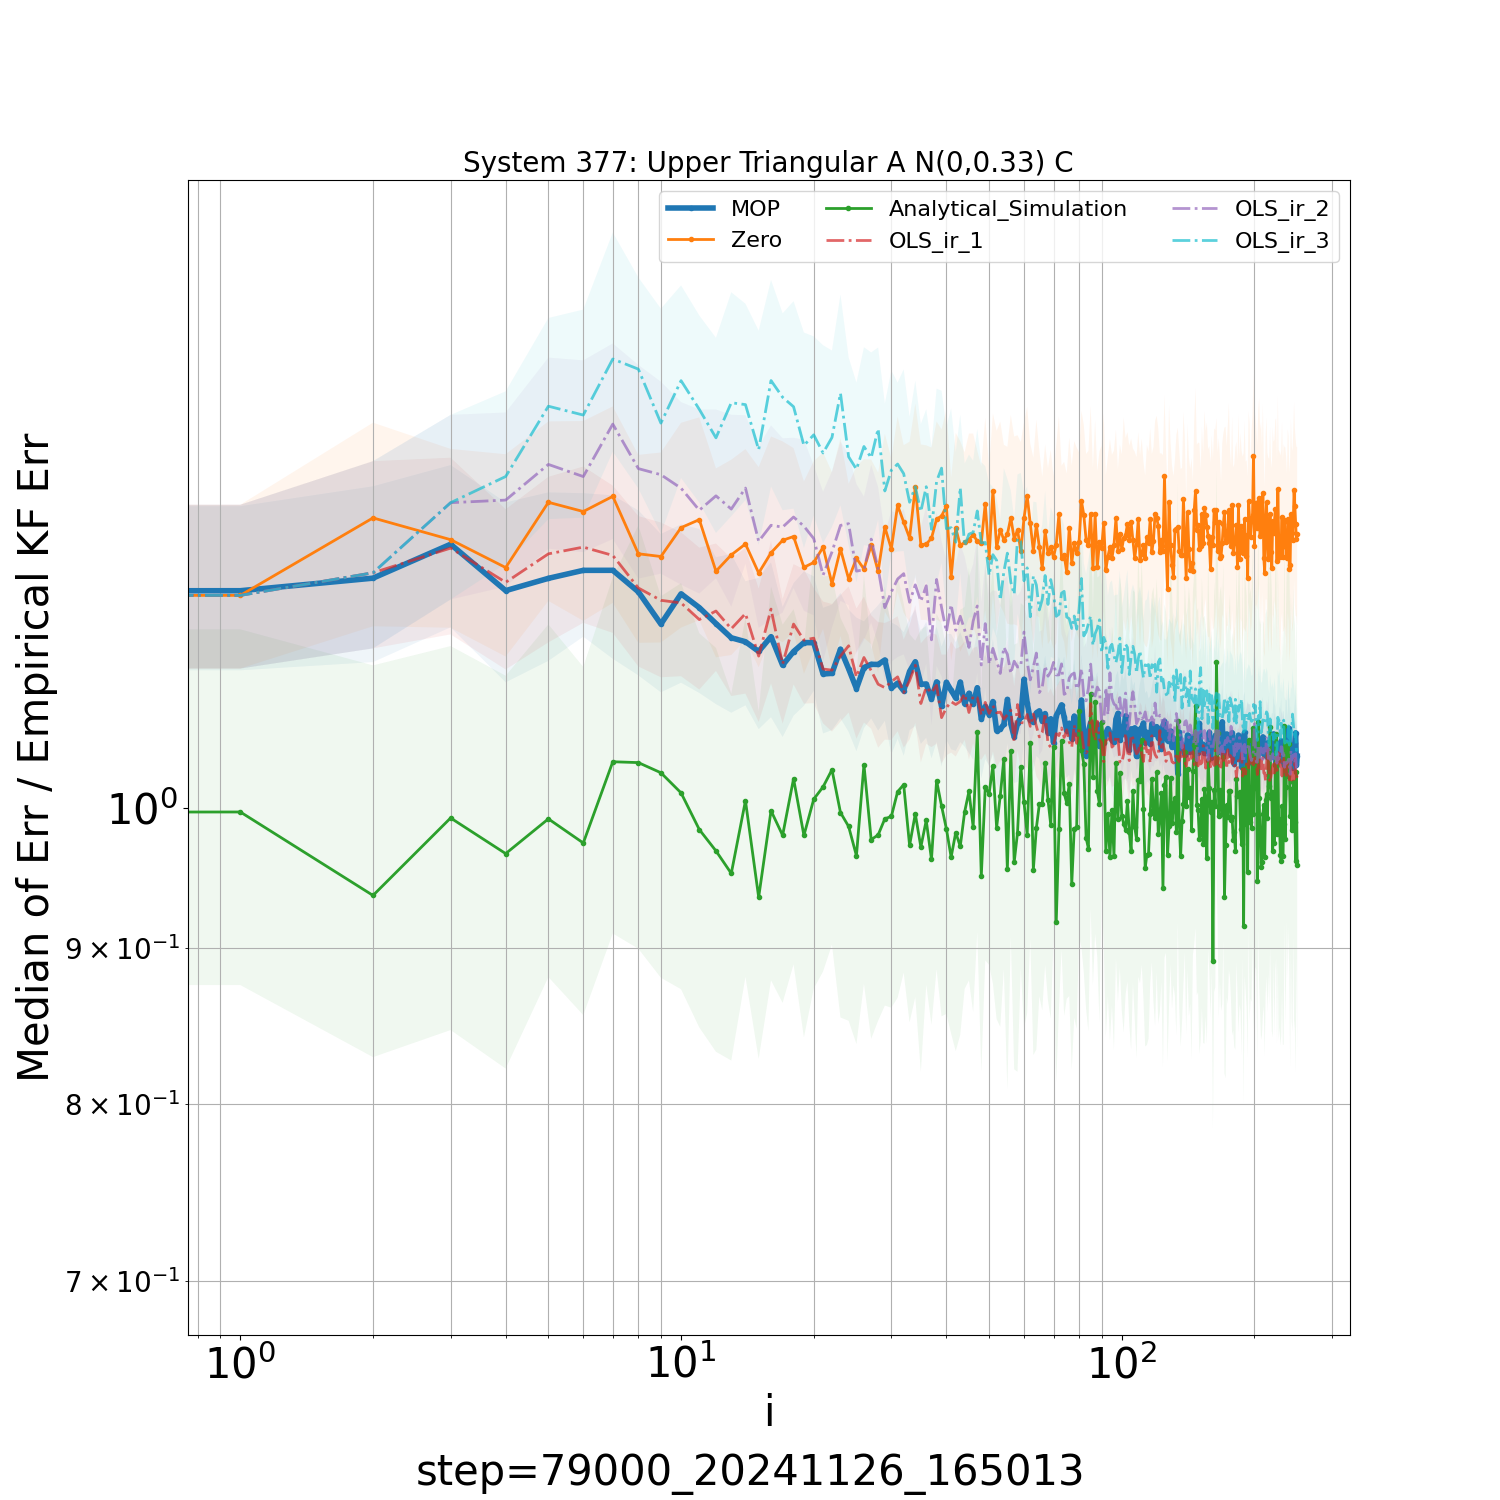 System 377: Upper Triangular A N(0,0.33) C
MOP
Zero
Analytical_Simulation
OLS_ir_1
OLS_ir_2
OLS_ir_3
Median of Err / Empirical KF Err
10⁰
9 × 10⁻¹
8 × 10⁻¹
7 × 10⁻¹
10⁰ 10¹ 10²
i
step=79000_20241126_165013